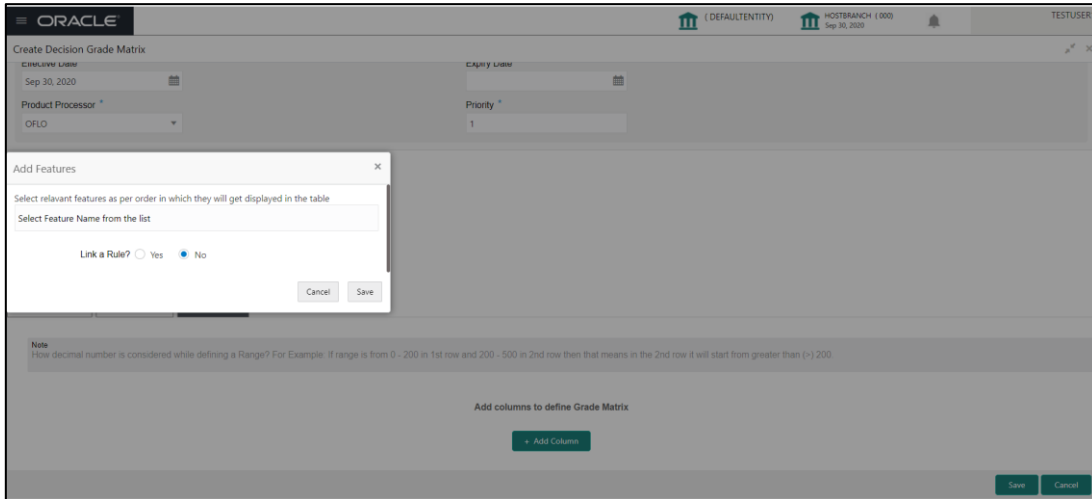 ORACLE
( DEFAULTENTITY)
HOSTBRANCH ( 000)
Sep 30, 2020
TESTUSER
Create Decision Grade Matrix
Effective Date
Expiry Date
Sep 30, 2020
Product Processor *
Priority *
OFLO
1
Add Features
Select relavant features as per order in which they will get displayed in the table
Select Feature Name from the list
Link a Rule? Yes No
Cancel Save
Note
How decimal number is considered while defining a Range? For Example: If range is from 0 - 200 in 1st row and 200 - 500 in 2nd row then that means in the 2nd row it will start from greater than (>) 200
Add columns to define Grade Matrix
+ Add Column
Save Cancel